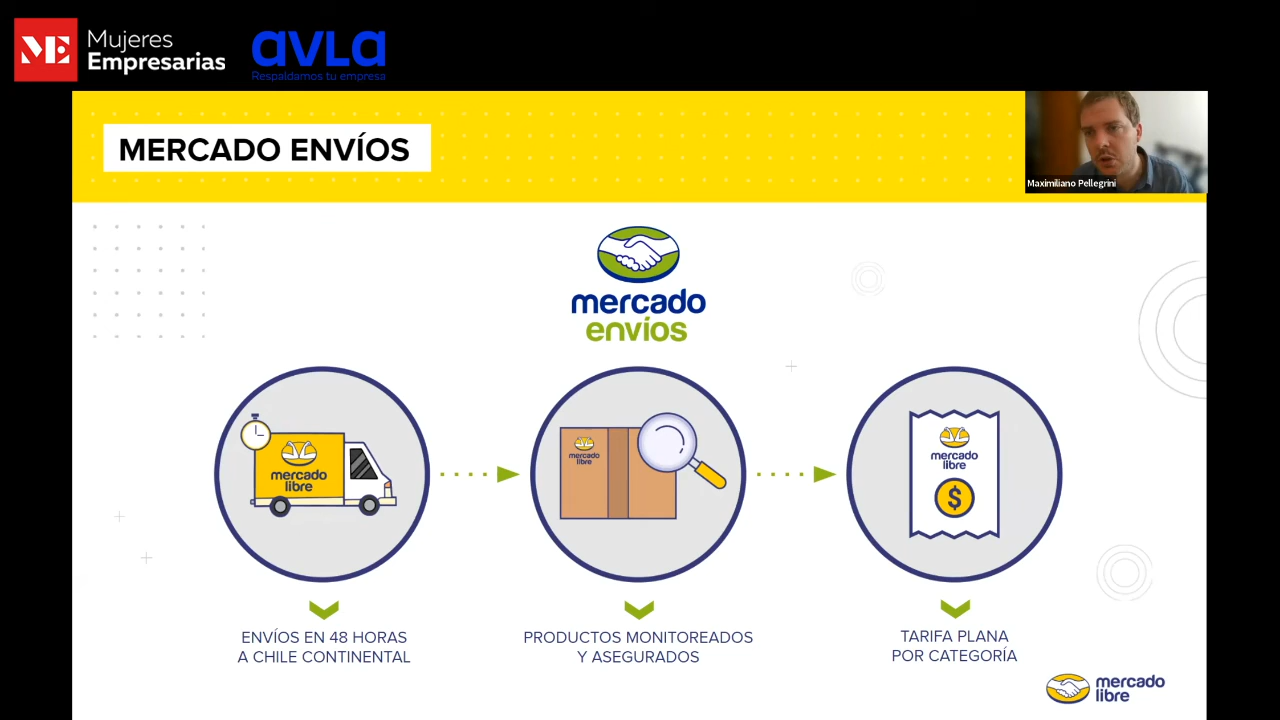 ME Mujeres
Empresarias
avla
Respaldamos tu empresa
MERCADO ENVÍOS
Maximiliano Pellegrini
mercado
envíos
mercado
libre
mercado
libre
mercado
libre
$
ENVÍOS EN 48 HORAS
A CHILE CONTINENTAL
PRODUCTOS MONITOREADOS
Y ASEGURADOS
TARIFA PLANA
POR CATEGORÍA
mercado
libre